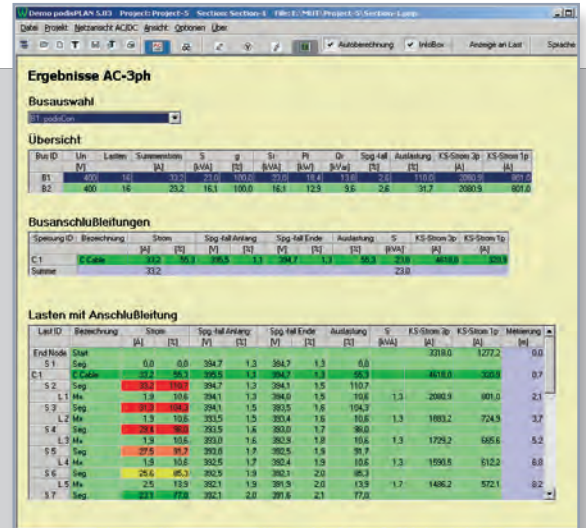 Demo podisPLAN 5.03 Project: Project-5 Section: Section-1
Datei Projekt Netzansicht AC/DC Ansicht Optionen Über
Autoberechnung InfoBox Anzeige an Last Sprache
Ergebnisse AC-3ph
Busauswahl
B1: podisCon
Übersicht
Bus ID Un Lasten Summenstrom S g Sr Pr Qr Spg.-fall Auslastung KS-Strom 3p KS-Strom 1p
[V] [A] [kVA] [%] [kVA] [kW] [kVar] [%] [%] [A] [A]
B1 400 16 33,2 23,0 100,0 23,0 18,4 13,8 2,6 110,0 2080,9 801,0
B2 400 16 23,2 16,1 100,0 16,1 12,9 9,6 2,6 31,7 2080,9 801,0
Busanschlußleitungen
Speisung ID Bezeichnung Strom Spg.-fall Anfang Spg.-fall Ende Auslastung S KS-Strom 3p KS-Strom 1p
[A] [%] [V] [%] [V] [%] [%] [kVA] [A] [A]
C.1 C Cable 33,2 55,3 395,5 1,1 394,7 1,3 55,3 23,0 4618,0 320,9
Summe 33,2 23,0
Lasten mit Anschlußleitung
Last ID Bezeichnung Strom Spg.-fall Anfang Spg.-fall Ende Auslastung S KS-Strom 3p KS-Strom 1p Metrierung
[A] [%] [V] [%] [V] [%] [%] [kVA] [A] [A] [m]
End Node Start 3318,0 1277,2 0,0
S 1 Seg. 0,0 0,0 394,7 1,3 394,7 1,3 0,0
C.1 C Cable 33,2 55,3 395,5 1,1 394,7 1,3 55,3 4618,0 320,9 0,7
S 2 Seg. 33,2 110,7 394,7 1,3 394,1 1,5 110,7
L 1 Mx 1,9 10,6 394,1 1,3 394,0 1,5 10,6 1,3 2080,9 801,0 2,1
S 3 Seg. 31,3 104,3 394,1 1,5 393,5 1,6 104,3
L 2 Mx 1,9 10,6 393,5 1,5 393,4 1,6 10,6 1,3 1883,2 724,9 3,7
S 4 Seg. 29,4 98,0 393,5 1,6 393,0 1,7 98,0
L 3 Mx 1,9 10,6 393,0 1,6 392,9 1,8 10,6 1,3 1729,2 665,6 5,2
S 5 Seg. 27,5 91,7 393,0 1,7 392,5 1,9 91,7
L 4 Mx 1,9 10,6 392,5 1,7 392,4 1,9 10,6 1,3 1590,5 612,2 6,8
S 6 Seg. 25,6 85,3 392,5 1,9 392,1 2,0 85,3
L 5 Mx 2,5 13,9 392,1 1,9 391,9 2,0 13,9 1,7 1486,2 572,1 8,2
S 7 Seg. 23,1 77,0 392,1 2,0 391,6 2,1 77,0